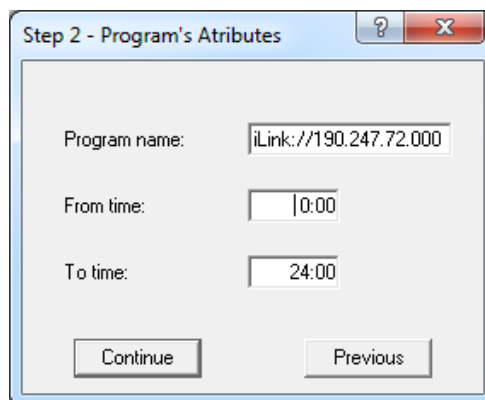 Step 2 - Program's Atributes
Program name: iLink://190.247.72.000
From time: 0:00
To time: 24:00
Continue Previous